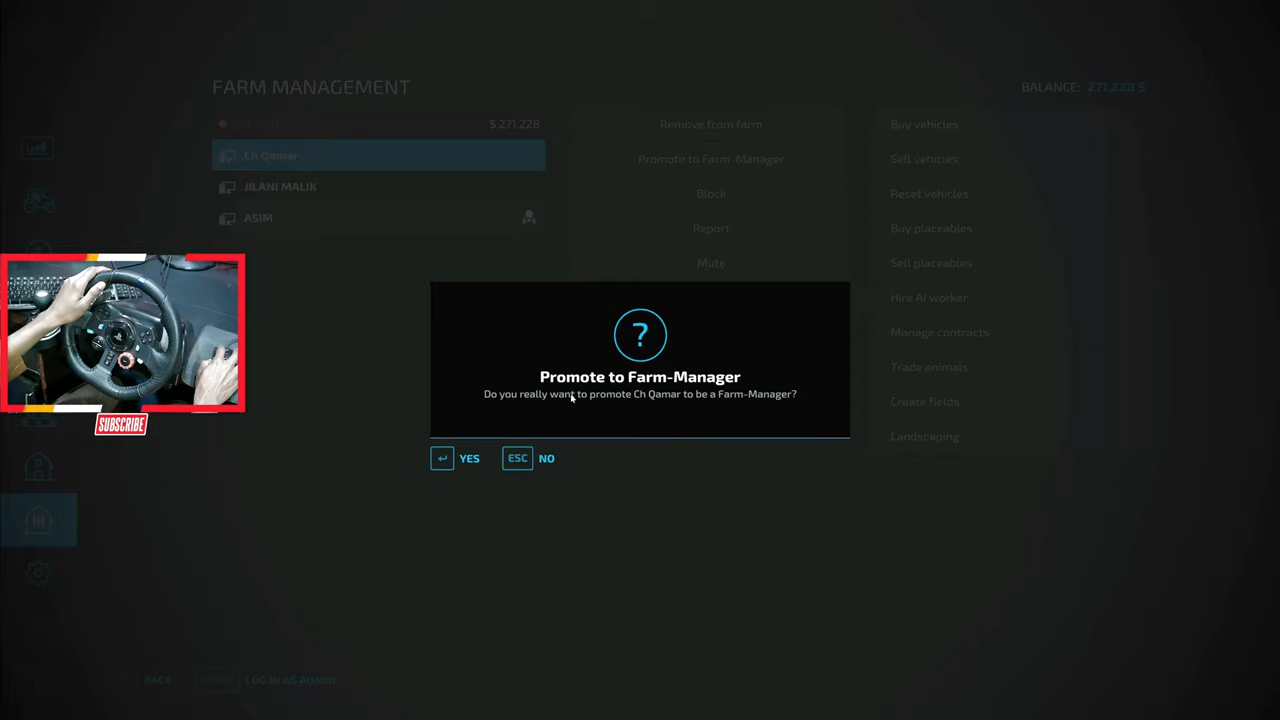 FARM MANAGEMENT
BALANCE: 271,228 $
$ 271,228
Ch Qamar
JILANI MALIK
ASIM
Remove from farm
Promote to Farm-Manager
Block
Report
Mute
Buy vehicles
Sell vehicles
Reset vehicles
Buy placeables
Sell placeables
Hire AI worker
Manage contracts
Trade animals
Create fields
Landscaping
?
Promote to Farm-Manager
Do you really want to promote Ch Qamar to be a Farm-Manager?
YES ESC NO
SUBSCRIBE
BACK LOG IN AS ADMIN